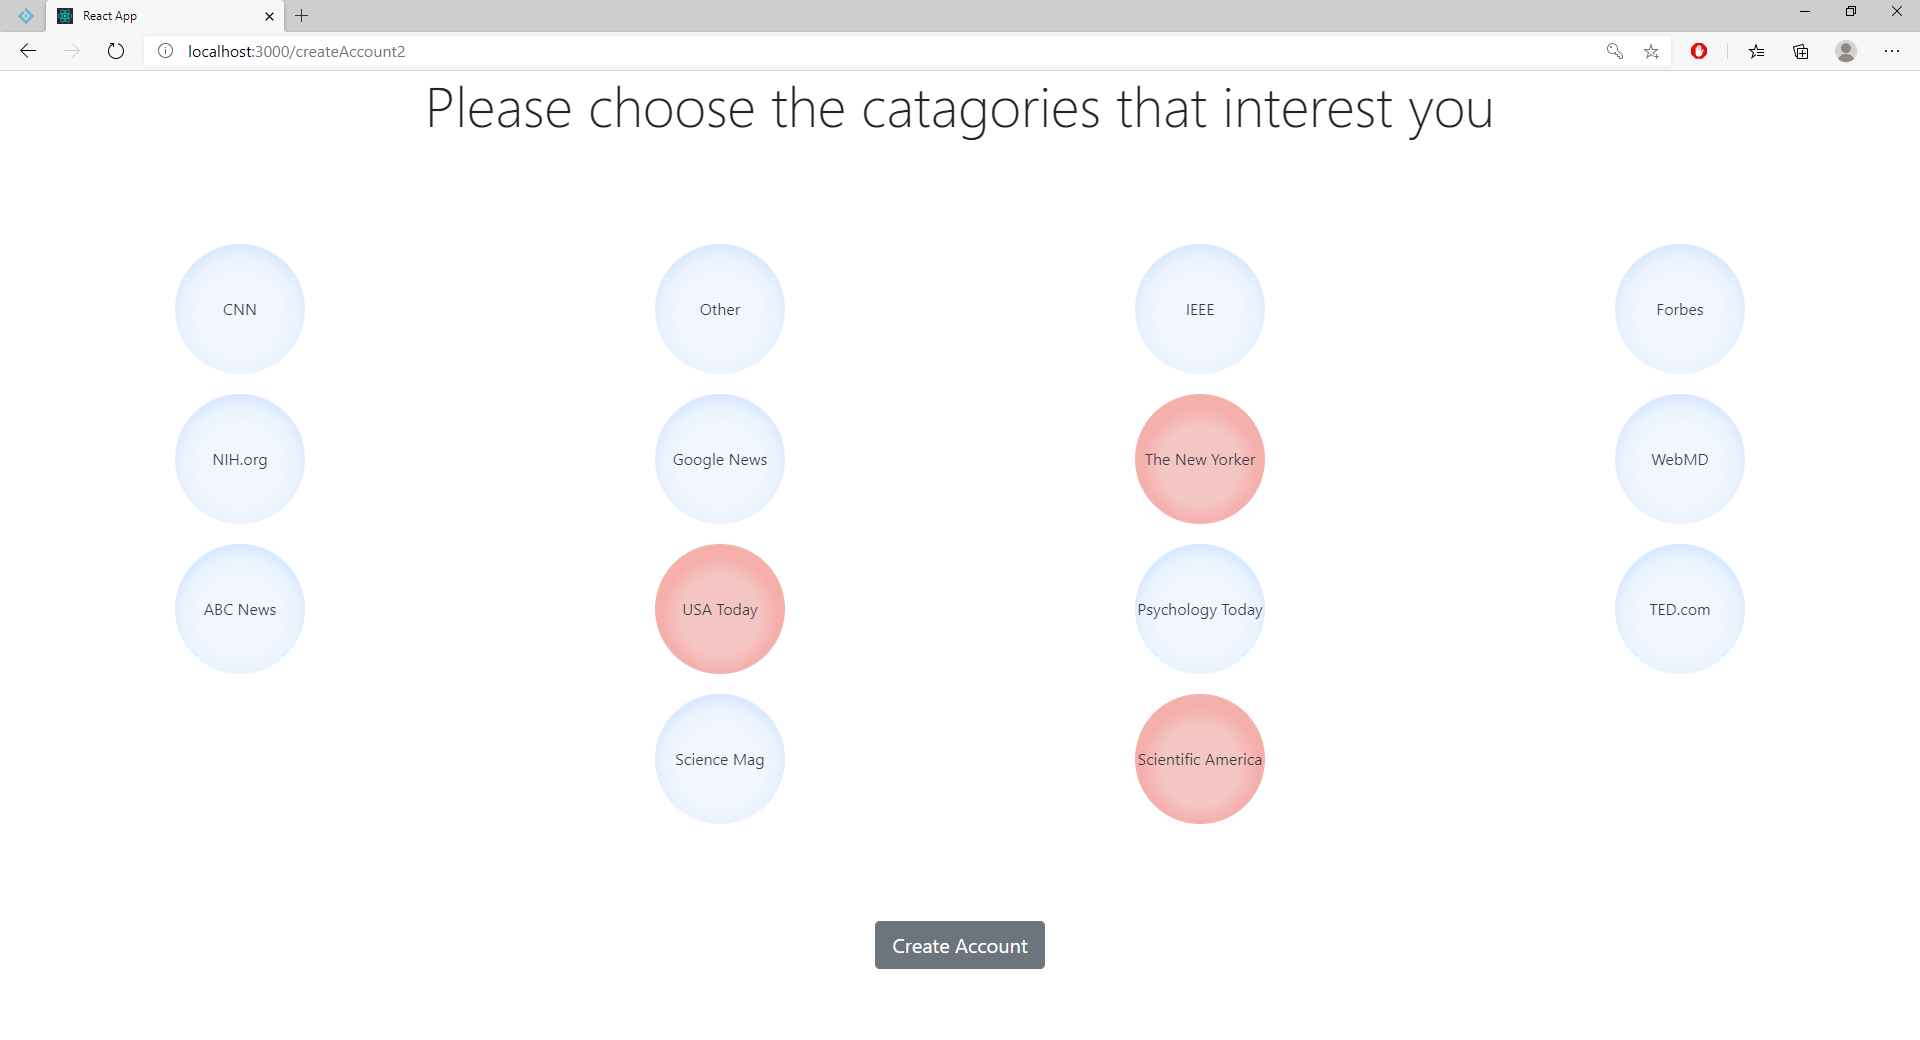 React App
localhost:3000/createAccount2
Please choose the catagories that interest you
CNN
Other
IEEE
Forbes
NIH.org
Google News
The New Yorker
WebMD
ABC News
USA Today
Psychology Today
TED.com
Science Mag
Scientific America
Create Account